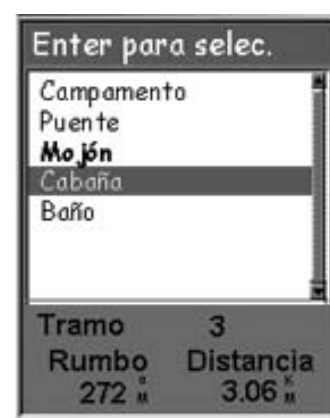 Enter para selec.
Campamento
Puente
Mojón
Cabaña
Baño
Tramo 3
Rumbo Distancia
272 ° M 3.06 K M